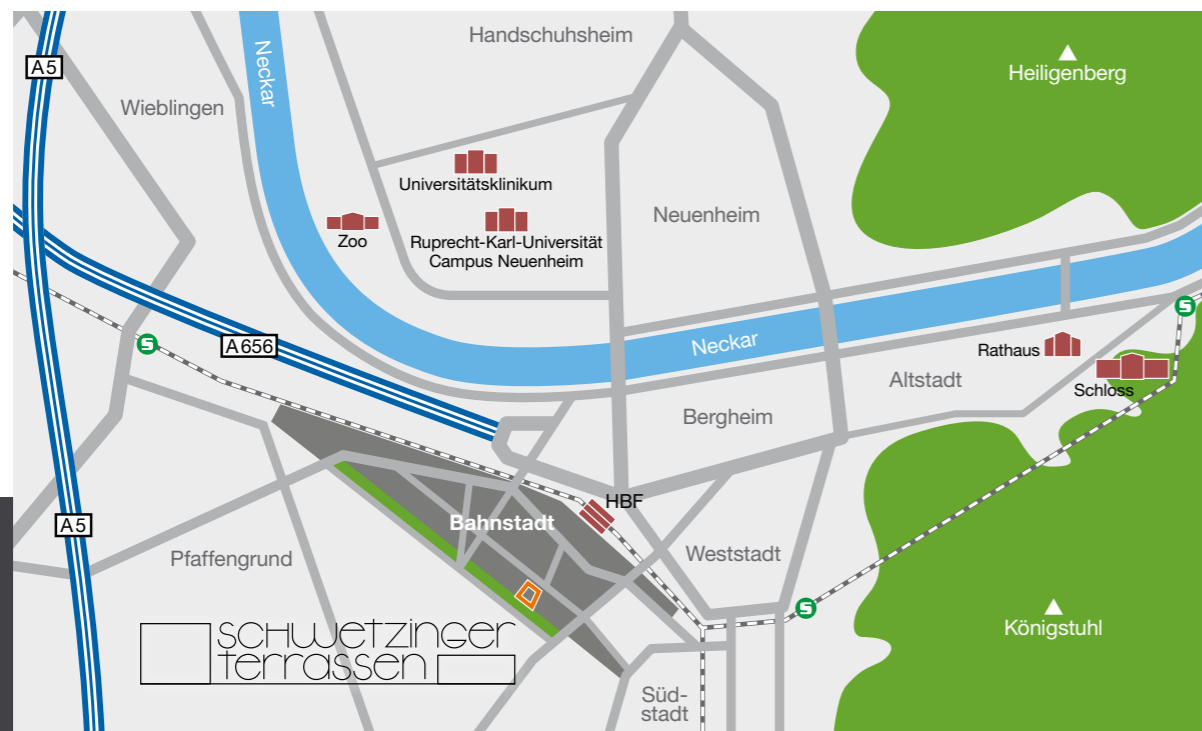 Handschuhsheim
Heiligenberg
A5
Neckar
Wieblingen
Universitätsklinikum
Neuenheim
Zoo
Ruprecht-Karl-Universität
Campus Neuenheim
S
S
A656
Neckar
Rathaus
Altstadt
Schloss
Bergheim
HBF
Bahnstadt
A5
Pfaffengrund
Weststadt
S
Königstuhl
schwetzinger
terrassen
Süd-
stadt